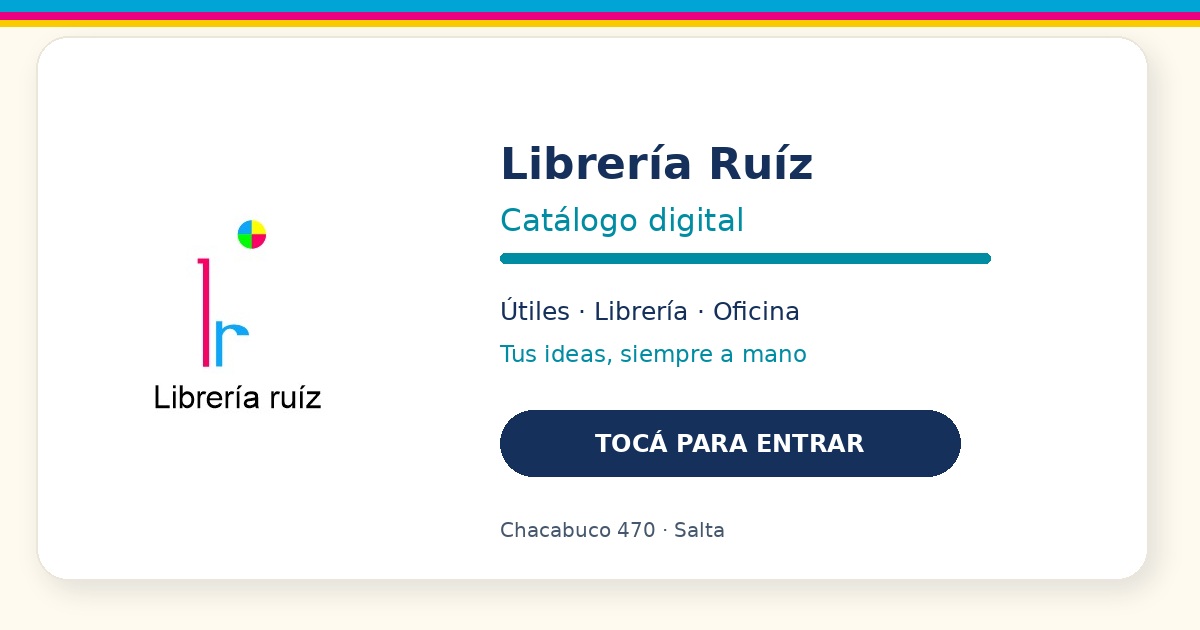 lr
Librería ruíz
Librería Ruíz
Catálogo digital
Útiles · Librería · Oficina
Tus ideas, siempre a mano
TOCÁ PARA ENTRAR
Chacabuco 470 · Salta